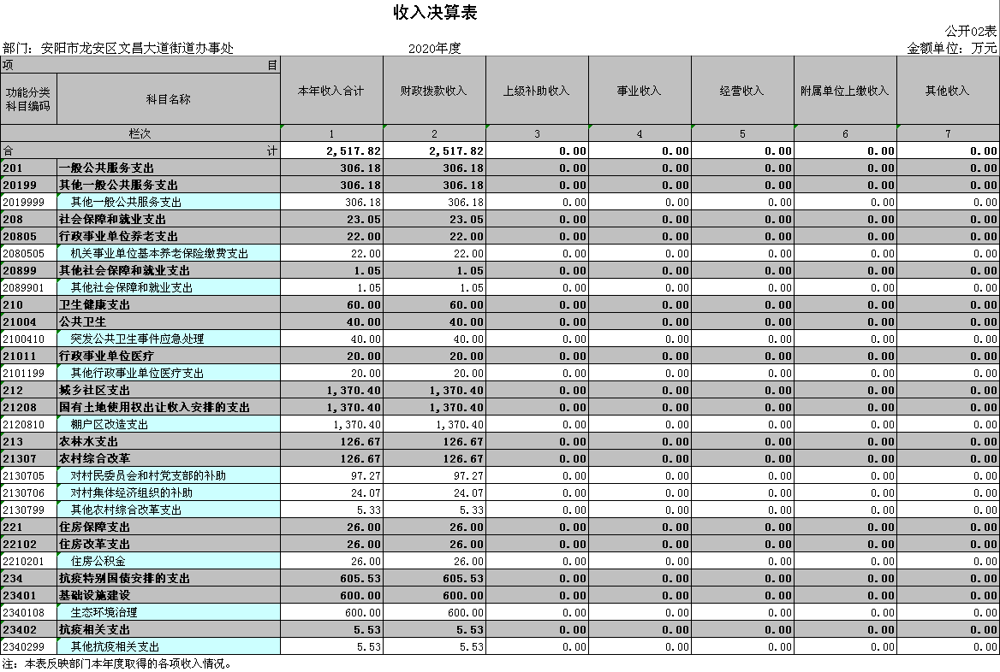 收入决算表
公开02表
部门：安阳市龙安区文昌大道街道办事处 2020年度 金额单位：万元
项 目 本年收入合计 财政拨款收入 上级补助收入 事业收入 经营收入 附属单位上缴收入 其他收入
功能分类科目编码 科目名称
栏次 1 2 3 4 5 6 7
合 计 2,517.82 2,517.82 0.00 0.00 0.00 0.00 0.00
201 一般公共服务支出 306.18 306.18 0.00 0.00 0.00 0.00 0.00
20199 其他一般公共服务支出 306.18 306.18 0.00 0.00 0.00 0.00 0.00
2019999 其他一般公共服务支出 306.18 306.18 0.00 0.00 0.00 0.00 0.00
208 社会保障和就业支出 23.05 23.05 0.00 0.00 0.00 0.00 0.00
20805 行政事业单位养老支出 22.00 22.00 0.00 0.00 0.00 0.00 0.00
2080505 机关事业单位基本养老保险缴费支出 22.00 22.00 0.00 0.00 0.00 0.00 0.00
20899 其他社会保障和就业支出 1.05 1.05 0.00 0.00 0.00 0.00 0.00
2089901 其他社会保障和就业支出 1.05 1.05 0.00 0.00 0.00 0.00 0.00
210 卫生健康支出 60.00 60.00 0.00 0.00 0.00 0.00 0.00
21004 公共卫生 40.00 40.00 0.00 0.00 0.00 0.00 0.00
2100410 突发公共卫生事件应急处理 40.00 40.00 0.00 0.00 0.00 0.00 0.00
21011 行政事业单位医疗 20.00 20.00 0.00 0.00 0.00 0.00 0.00
2101199 其他行政事业单位医疗支出 20.00 20.00 0.00 0.00 0.00 0.00 0.00
212 城乡社区支出 1,370.40 1,370.40 0.00 0.00 0.00 0.00 0.00
21208 国有土地使用权出让收入安排的支出 1,370.40 1,370.40 0.00 0.00 0.00 0.00 0.00
2120810 棚户区改造支出 1,370.40 1,370.40 0.00 0.00 0.00 0.00 0.00
213 农林水支出 126.67 126.67 0.00 0.00 0.00 0.00 0.00
21307 农村综合改革 126.67 126.67 0.00 0.00 0.00 0.00 0.00
2130705 对村民委员会和村党支部的补助 97.27 97.27 0.00 0.00 0.00 0.00 0.00
2130706 对村集体经济组织的补助 24.07 24.07 0.00 0.00 0.00 0.00 0.00
2130799 其他农村综合改革支出 5.33 5.33 0.00 0.00 0.00 0.00 0.00
221 住房保障支出 26.00 26.00 0.00 0.00 0.00 0.00 0.00
22102 住房改革支出 26.00 26.00 0.00 0.00 0.00 0.00 0.00
2210201 住房公积金 26.00 26.00 0.00 0.00 0.00 0.00 0.00
234 抗疫特别国债安排的支出 605.53 605.53 0.00 0.00 0.00 0.00 0.00
23401 基础设施建设 600.00 600.00 0.00 0.00 0.00 0.00 0.00
2340108 生态环境治理 600.00 600.00 0.00 0.00 0.00 0.00 0.00
23402 抗疫相关支出 5.53 5.53 0.00 0.00 0.00 0.00 0.00
2340299 其他抗疫相关支出 5.53 5.53 0.00 0.00 0.00 0.00 0.00
注：本表反映部门本年度取得的各项收入情况。